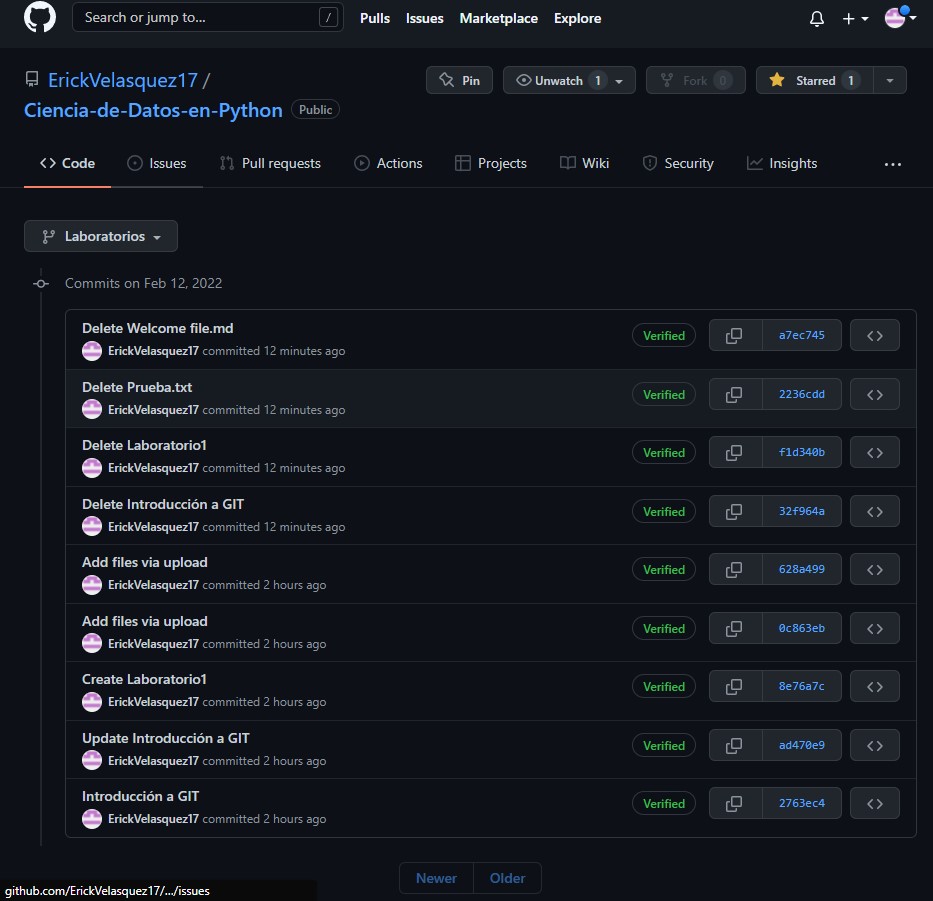 Search or jump to... /
Pulls Issues Marketplace Explore
ErickVelasquez17 /
Ciencia-de-Datos-en-Python Public
Pin Unwatch 1 Fork 0 Starred 1
Code Issues Pull requests Actions Projects Wiki Security Insights
Laboratorios
Commits on Feb 12, 2022
Delete Welcome file.md
ErickVelasquez17 committed 12 minutes ago
Verified a7ec745
Delete Prueba.txt
ErickVelasquez17 committed 12 minutes ago
Verified 2236cdd
Delete Laboratorio1
ErickVelasquez17 committed 12 minutes ago
Verified f1d340b
Delete Introducción a GIT
ErickVelasquez17 committed 12 minutes ago
Verified 32f964a
Add files via upload
ErickVelasquez17 committed 2 hours ago
Verified 628a499
Add files via upload
ErickVelasquez17 committed 2 hours ago
Verified 0c863eb
Create Laboratorio1
ErickVelasquez17 committed 2 hours ago
Verified 8e76a7c
Update Introducción a GIT
ErickVelasquez17 committed 2 hours ago
Verified ad470e9
Introducción a GIT
ErickVelasquez17 committed 2 hours ago
Verified 2763ec4
Newer Older
github.com/ErickVelasquez17/.../issues